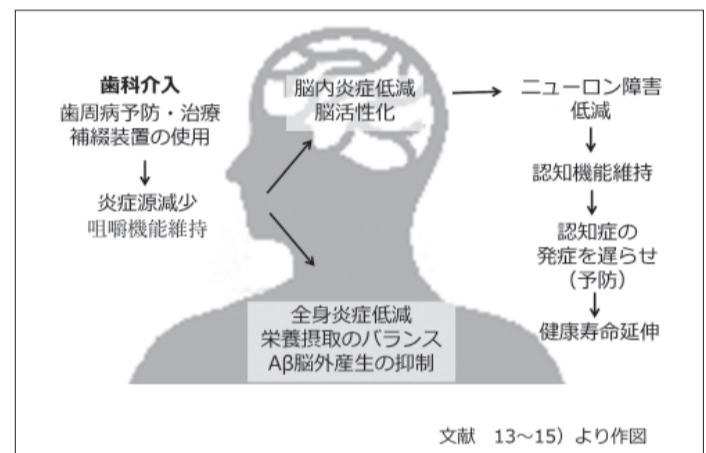 歯科介入
歯周病予防・治療
補綴装置の使用
炎症源減少
咀嚼機能維持
脳内炎症低減
脳活性化
全身炎症低減
栄養摂取のバランス
Aβ脳外産生の抑制
ニューロン障害
低減
認知機能維持
認知症の
発症を遅らせ
（予防）
健康寿命延伸
文献　13～15）より作図